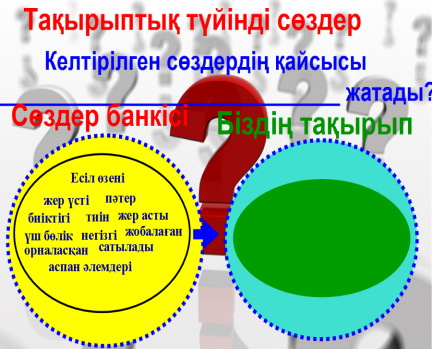 Тақырыптық түйінді сөздер
Келтірілген сөздердің қайсысы
жатады?
Сөздер банкісі Біздің тақырып
Есіл өзені
жер үсті пәтер
биіктігі тиін жер асты
үш бөлік негізгі жобалаған
орналасқан сатылады
аспан әлемдері